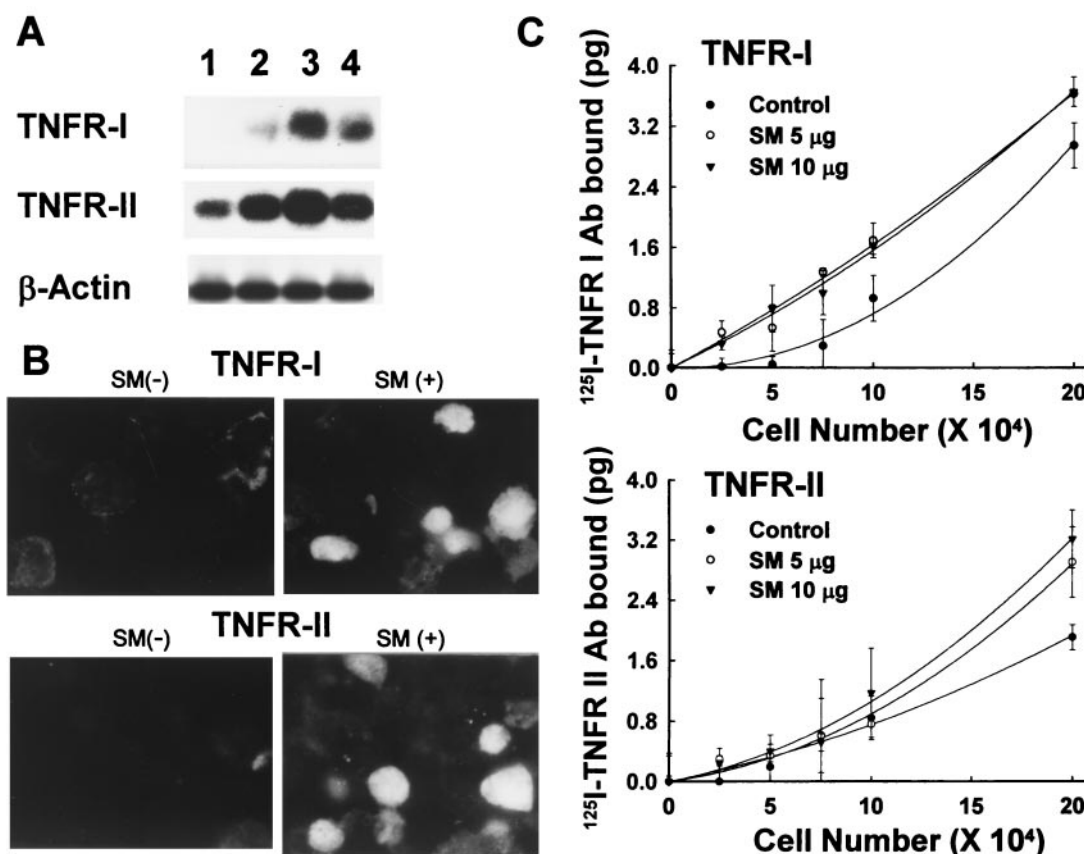 A
1 2 3 4
TNFR-I
TNFR-II
β-Actin
B
TNFR-I
SM(-) SM (+)
TNFR-II
SM(-) SM (+)
C
TNFR-I
Control
SM 5 μg
SM 10 μg
¹²⁵I-TNFR I Ab bound (pg)
4.0
3.2
2.4
1.6
0.8
0.0
0 5 10 15 20
Cell Number (X 10⁴)
TNFR-II
Control
SM 5 μg
SM 10 μg
¹²⁵I-TNFR II Ab bound (pg)
4.0
3.2
2.4
1.6
0.8
0.0
0 5 10 15 20
Cell Number (X 10⁴)